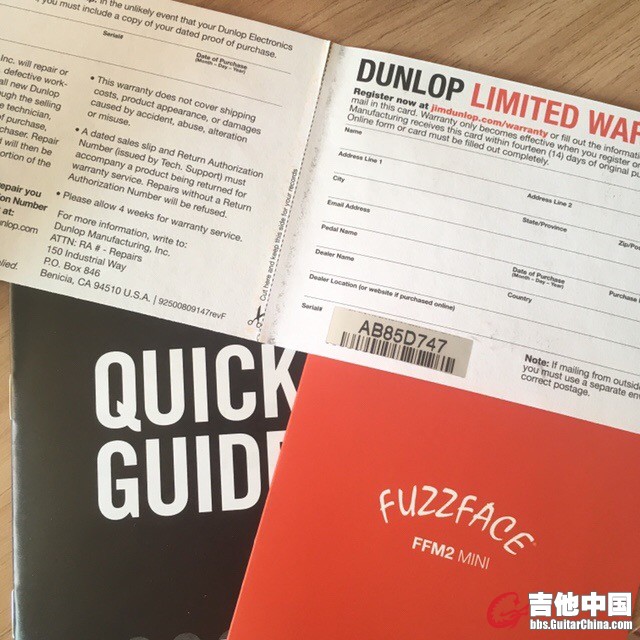 In the unlikely event that your Dunlop Electronics
you must include a copy of your dated proof of purchase.
Serial#
Date of Purchase
(Month – Day – Year)
Inc. will repair or
defective work-
all new Dunlop
through the selling
technician,
of purchase,
chaser. Repair
will then be
portion of the
repair you
Number
at:
nlop.com
plied.
• This warranty does not cover shipping
costs, product appearance, or damages
caused by accident, abuse, alteration
or misuse.
• A dated sales slip and Return Authorization
Number (issued by Tech. Support) must
accompany a product being returned for
warranty service. Repairs without a Return
Authorization Number will be refused.
• Please allow 4 weeks for warranty service.
For more information, write to:
Dunlop Manufacturing, Inc.
ATTN: RA # - Repairs
150 Industrial Way
P.O. Box 846
Benicia, CA 94510 U.S.A. | 92500809147revF
Cut here and keep this side for your records.
DUNLOP LIMITED WAR
Register now at jimdunlop.com/warranty or fill out the informa
mail in this card. Warranty only becomes effective when you register or
Manufacturing receives this card within fourteen (14) days of original pu
Online form or card must be filled out completely.
Name
Address Line 1
Address Line 2
City
State/Province
Zip/Pos
Email Address
Pedal Name
Dealer Name
Date of Purchase
(Month – Day – Year)
Purchase
Dealer Location (or website if purchased online)
Country
Serial#
AB85D747
Note: If mailing from outside
you must use a separate env
correct postage.
QUICK
GUIDE
FUZZFACE
FFM2 MINI
吉他中国
bbs.GuitarChina.com